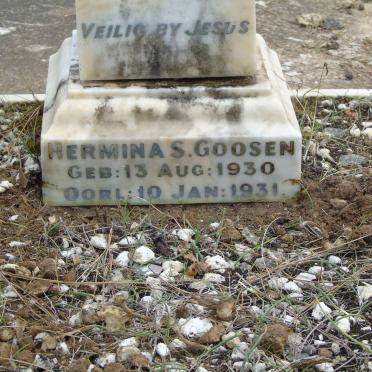 VEILIG BY JESUS
HERMINA S. GOOSEN
GEB: 13 AUG: 1930
OORL: 10 JAN: 1931